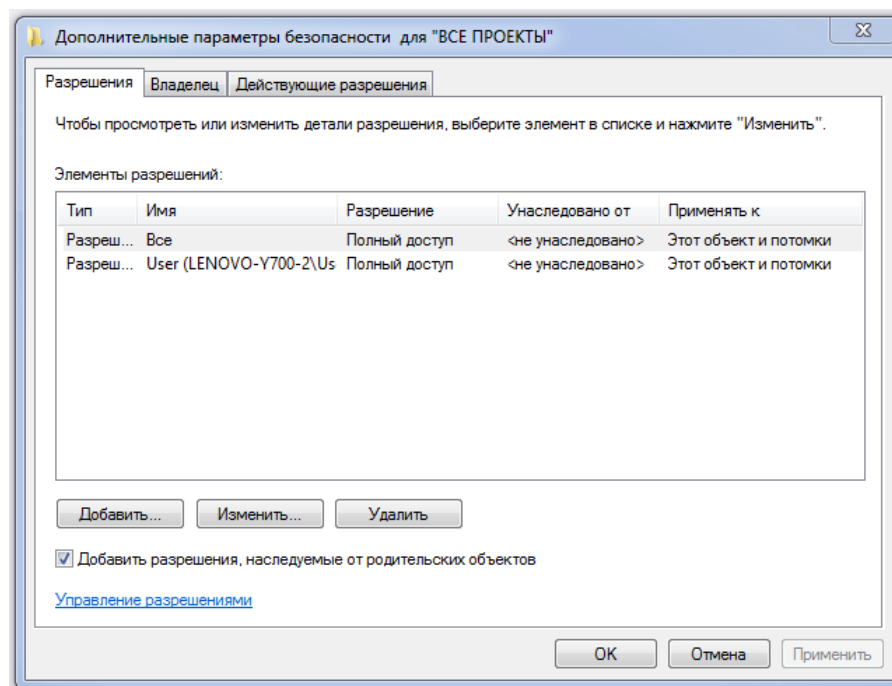 Дополнительные параметры безопасности для "ВСЕ ПРОЕКТЫ"
Разрешения Владелец Действующие разрешения
Чтобы просмотреть или изменить детали разрешения, выберите элемент в списке и нажмите "Изменить".
Элементы разрешений:
Тип Имя Разрешение Унаследовано от Применять к
Разреш... Все Полный доступ <не унаследовано> Этот объект и потомки
Разреш... User (LENOVO-Y700-2\Us Полный доступ <не унаследовано> Этот объект и потомки
Добавить... Изменить... Удалить
Добавить разрешения, наследуемые от родительских объектов
Управление разрешениями
ОК Отмена Применить